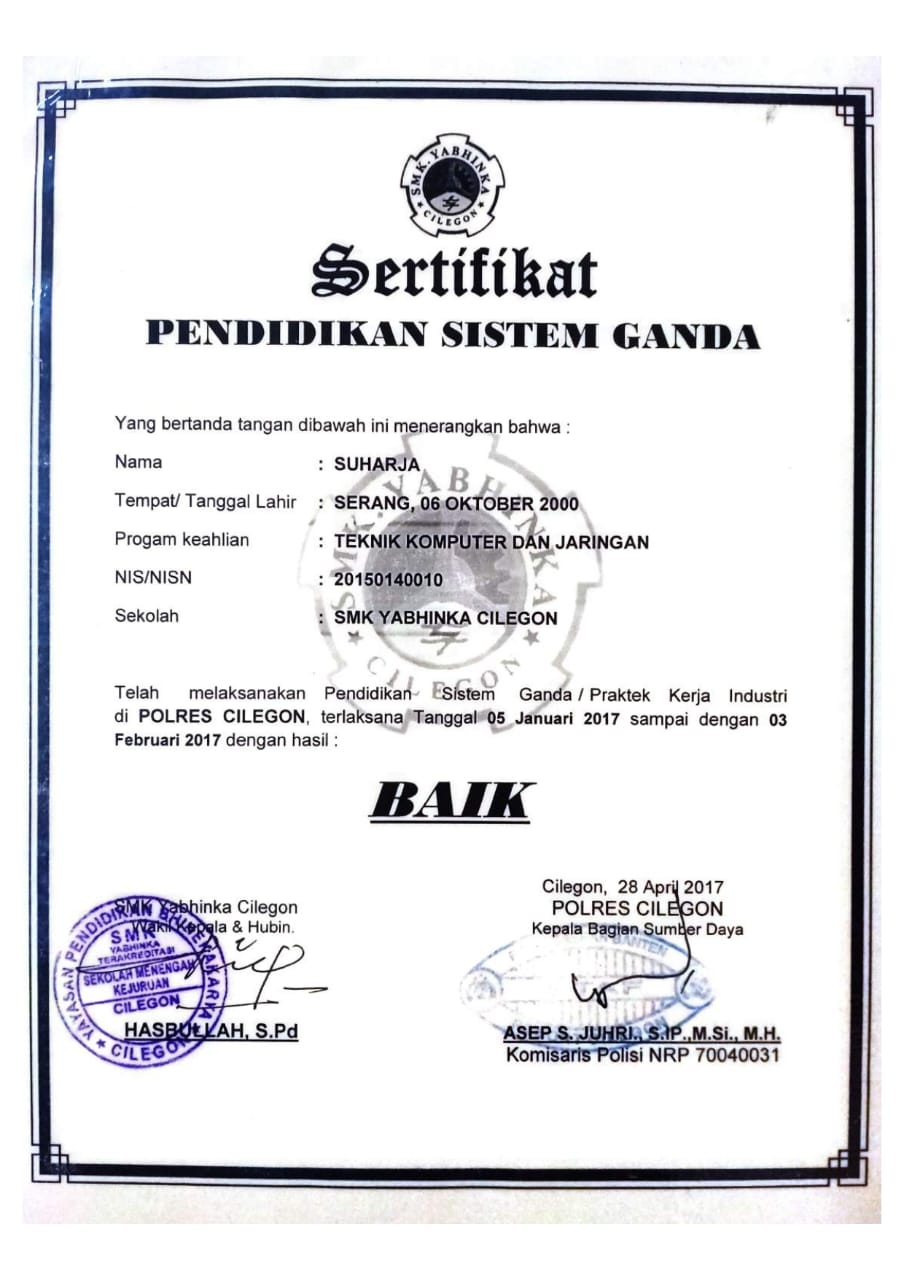 SMK. YABHINKA
★ CILEGON ★
Sertifikat
PENDIDIKAN SISTEM GANDA
Yang bertanda tangan dibawah ini menerangkan bahwa :
Nama : SUHARJA
Tempat/ Tanggal Lahir : SERANG, 06 OKTOBER 2000
Progam keahlian : TEKNIK KOMPUTER DAN JARINGAN
NIS/NISN : 20150140010
Sekolah : SMK YABHINKA CILEGON
SMK. YABHINKA
★ CILEGON ★
Telah melaksanakan Pendidikan Sistem Ganda / Praktek Kerja Industri
di POLRES CILEGON, terlaksana Tanggal 05 Januari 2017 sampai dengan 03
Februari 2017 dengan hasil :
BAIK
SMK Yabhinka Cilegon
Wakil Kepala & Hubin.
YAYASAN PENDIDIKAN
SMK
YABHINKA
TERAKREDITASI
SEKOLAH MENENGAH
KEJURUAN
CILEGON
★ CILEGON
HASBULLAH, S.Pd
Cilegon, 28 April 2017
POLRES CILEGON
Kepala Bagian Sumber Daya
BANTEN
ASEP S. JUHRI., S.IP.,M.Si., M.H.
Komisaris Polisi NRP 70040031